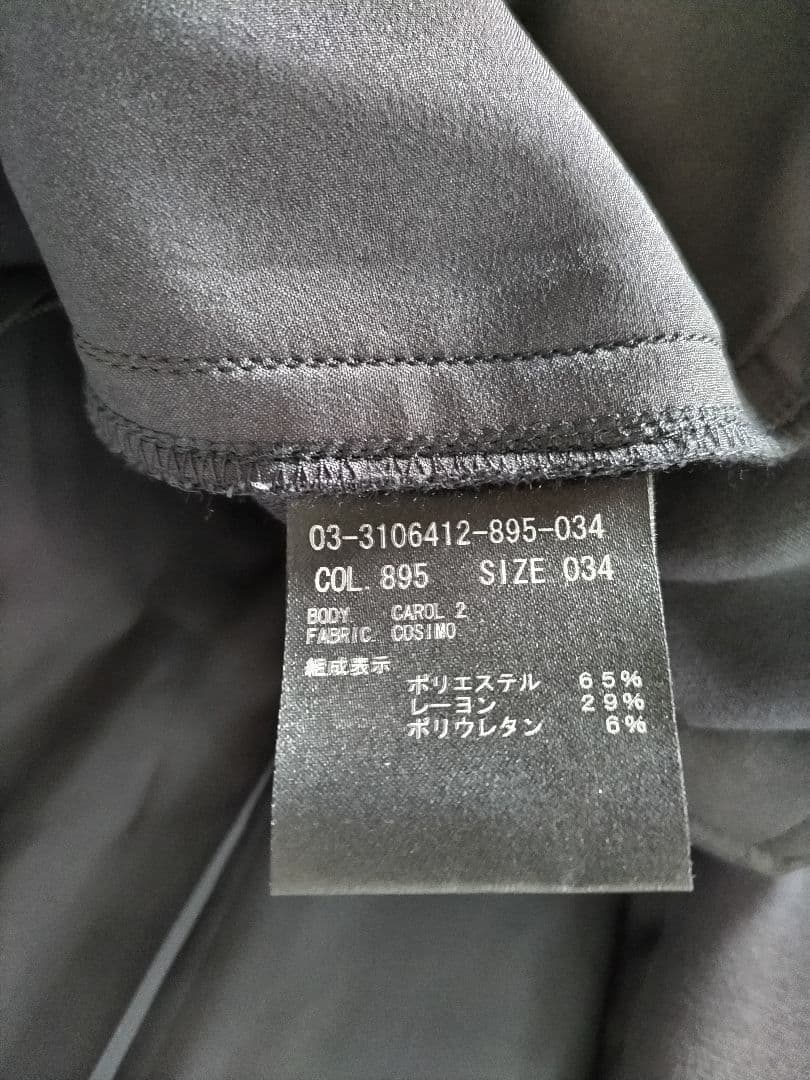 03-3106412-895-034
COL. 895 SIZE 034
BODY CAROL 2
FABRIC COSIMO
組成表示
ポリエステル 65%
レーヨン 29%
ポリウレタン 6%